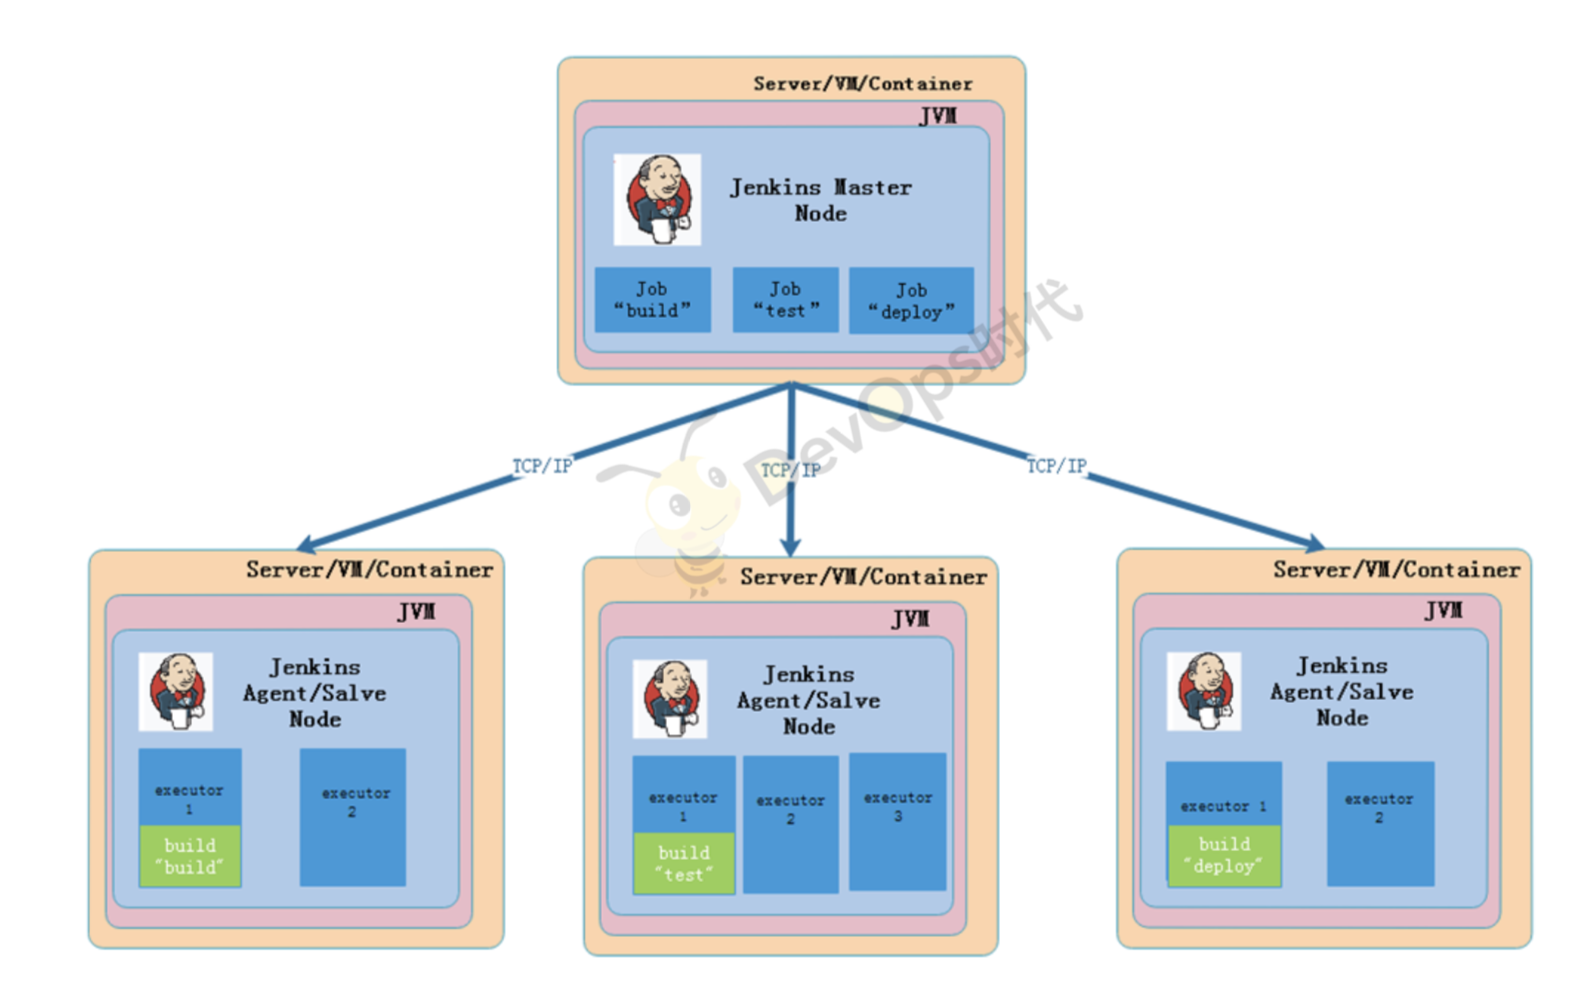 Server/VM/Container
JVM
Jenkins Master
Node
Job
“build”
Job
“test”
Job
“deploy”
DevOps时代
TCP/IP
TCP/IP
TCP/IP
Server/VM/Container
JVM
Jenkins
Agent/Salve
Node
executor
1
build
"build"
executor
2
Server/VM/Container
JVM
Jenkins
Agent/Salve
Node
executor
1
build
"test"
executor
2
executor
3
Server/VM/Container
JVM
Jenkins
Agent/Salve
Node
executor 1
build
"deploy"
executor
2